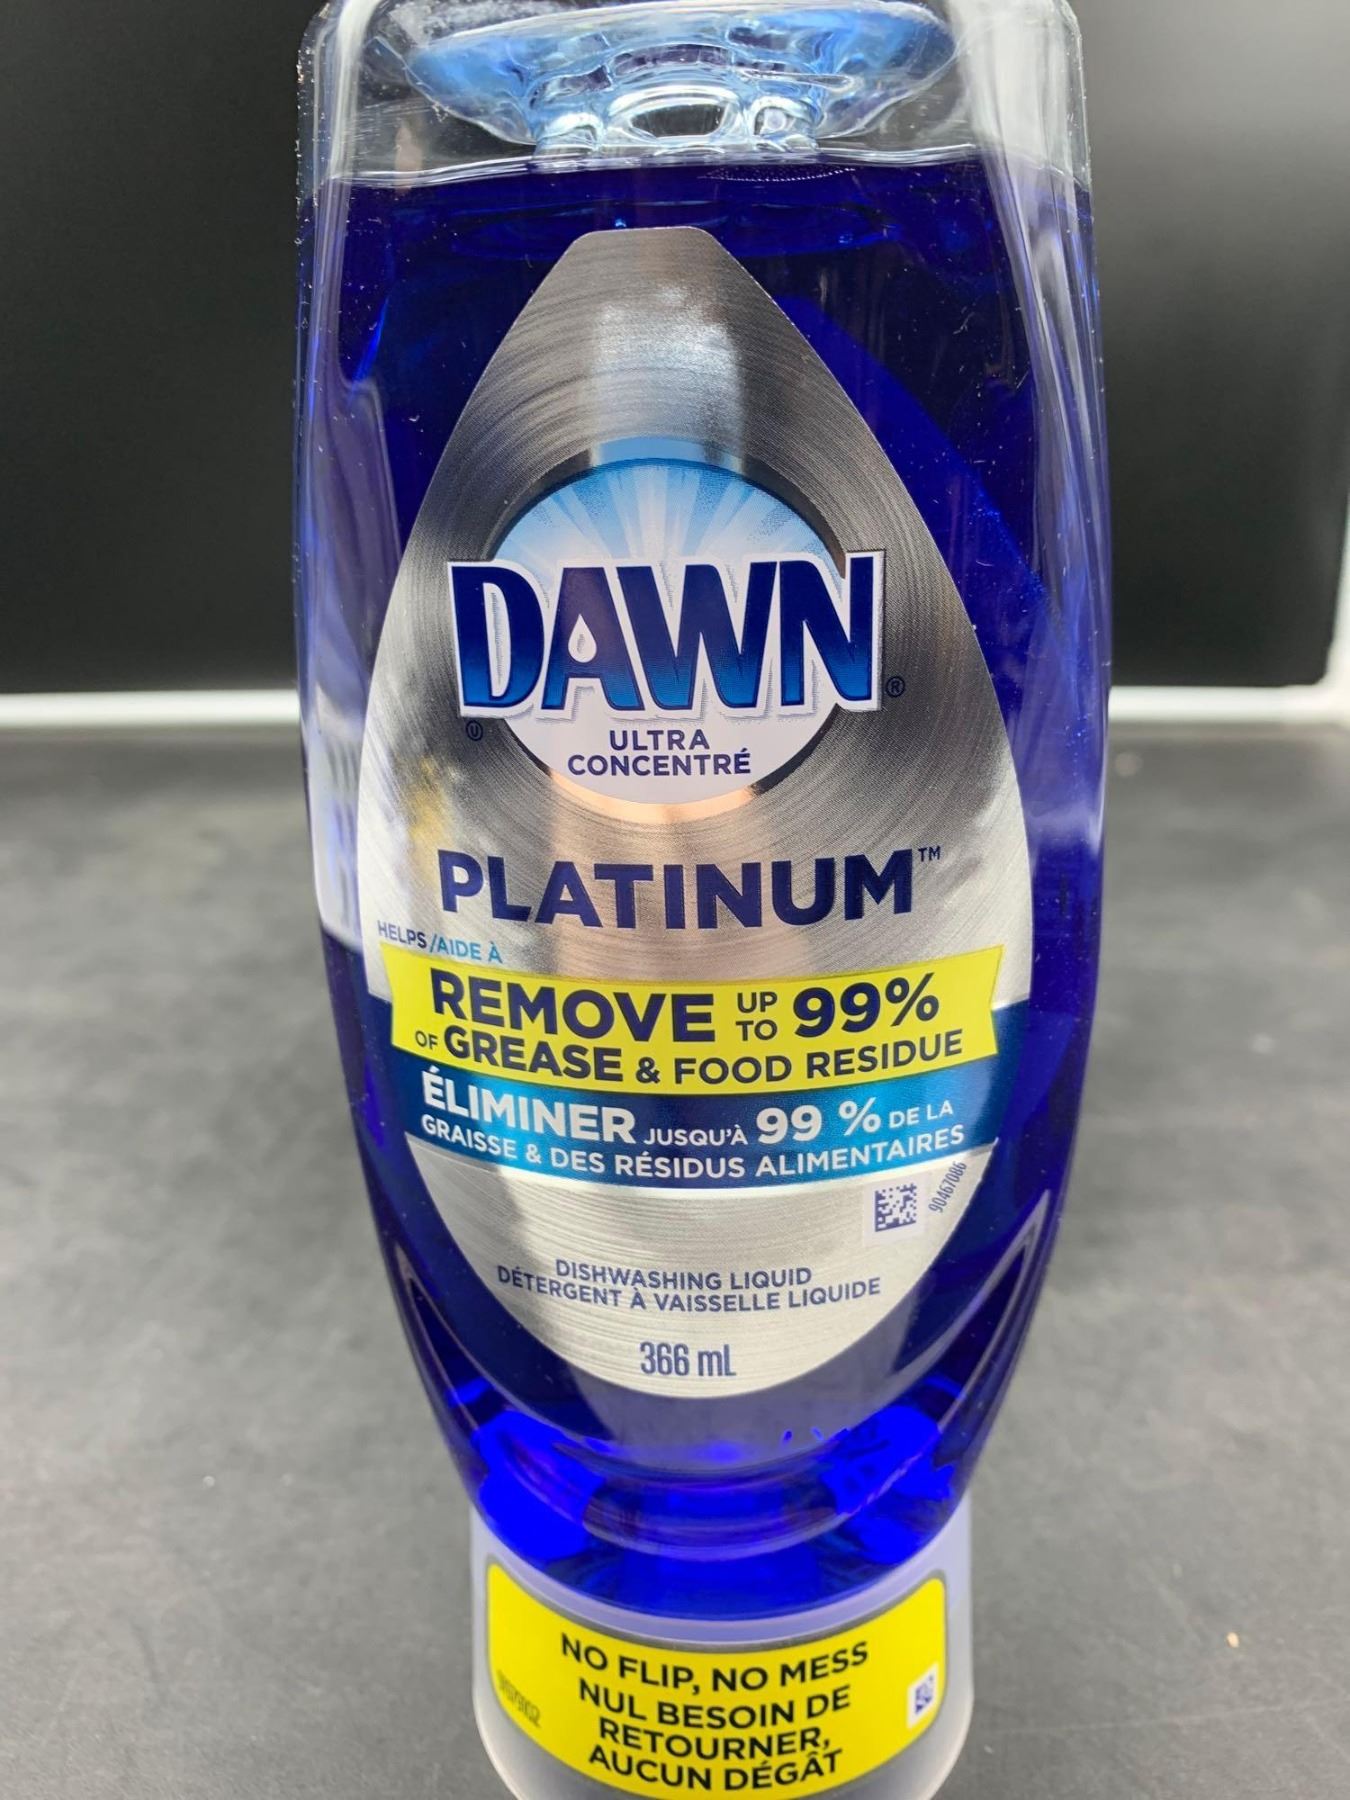 DAWN®
Ⓤ
ULTRA
CONCENTRÉ
PLATINUM™
HELPS/AIDE À
REMOVE UP TO 99%
OF GREASE & FOOD RESIDUE
ÉLIMINER JUSQU'À 99 % DE LA
GRAISSE & DES RÉSIDUS ALIMENTAIRES
90467086
DISHWASHING LIQUID
DÉTERGENT À VAISSELLE LIQUIDE
366 mL
NO FLIP, NO MESS
NUL BESOIN DE
RETOURNER,
AUCUN DÉGÂT